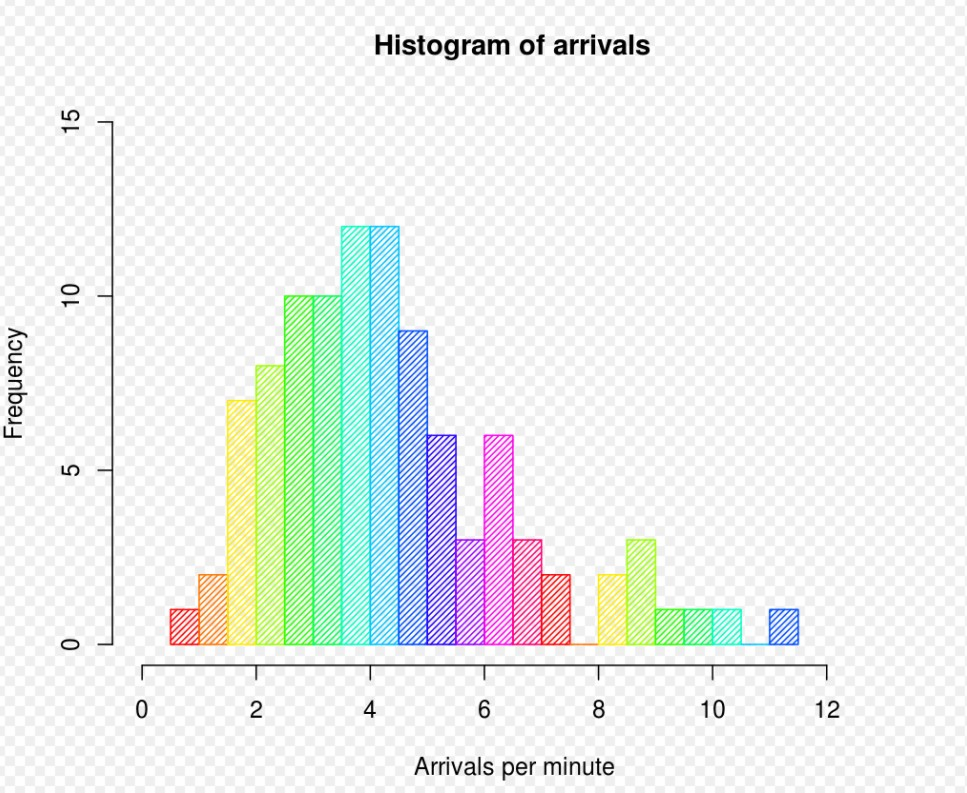 Histogram of arrivals
15
10
5
0
Frequency
0 2 4 6 8 10 12
Arrivals per minute